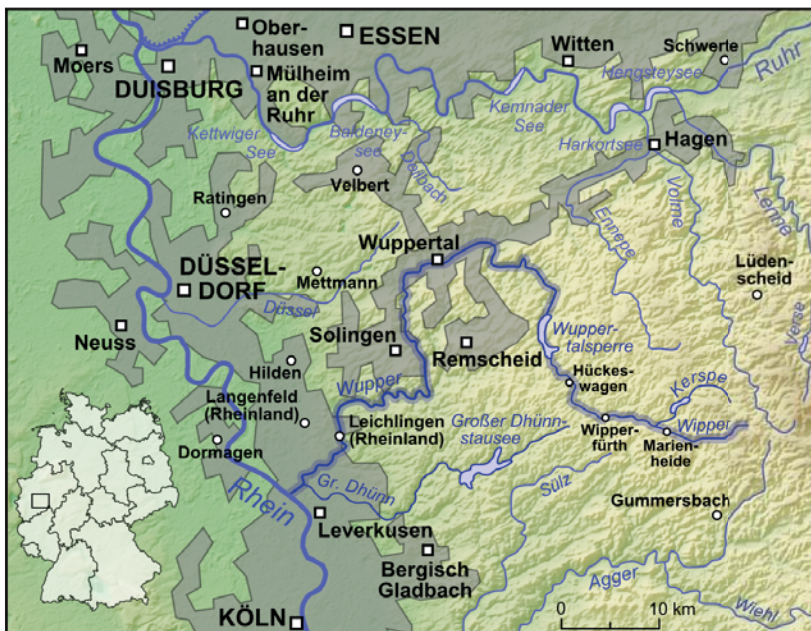 Ober-
hausen
ESSEN
Witten
Schwerte
Moers
DUISBURG
Mülheim
an der
Ruhr
Hengsteysee
Ruhr
Kemnader
See
Kettwiger
See
Baldeney-
see
Deilbach
Harkortsee
Hagen
Velbert
Ratingen
Ennepe
Volme
Lenne
Wuppertal
DÜSSEL-
DORF
Mettmann
Lüden-
scheid
Düssel
Neuss
Solingen
Remscheid
Wupper-
talsperre
Verse
Hilden
Wupper
Hückes-
wagen
Kerspe
Langenfeld
(Rheinland)
Leichlingen
(Rheinland)
Großer Dhünn-
stausee
Wipper-
fürth
Wipper
Marien-
heide
Dormagen
Rhein
Gr. Dhünn
Sülz
Gummersbach
Leverkusen
Bergisch
Gladbach
Agger
Wiehl
KÖLN
0 10 km